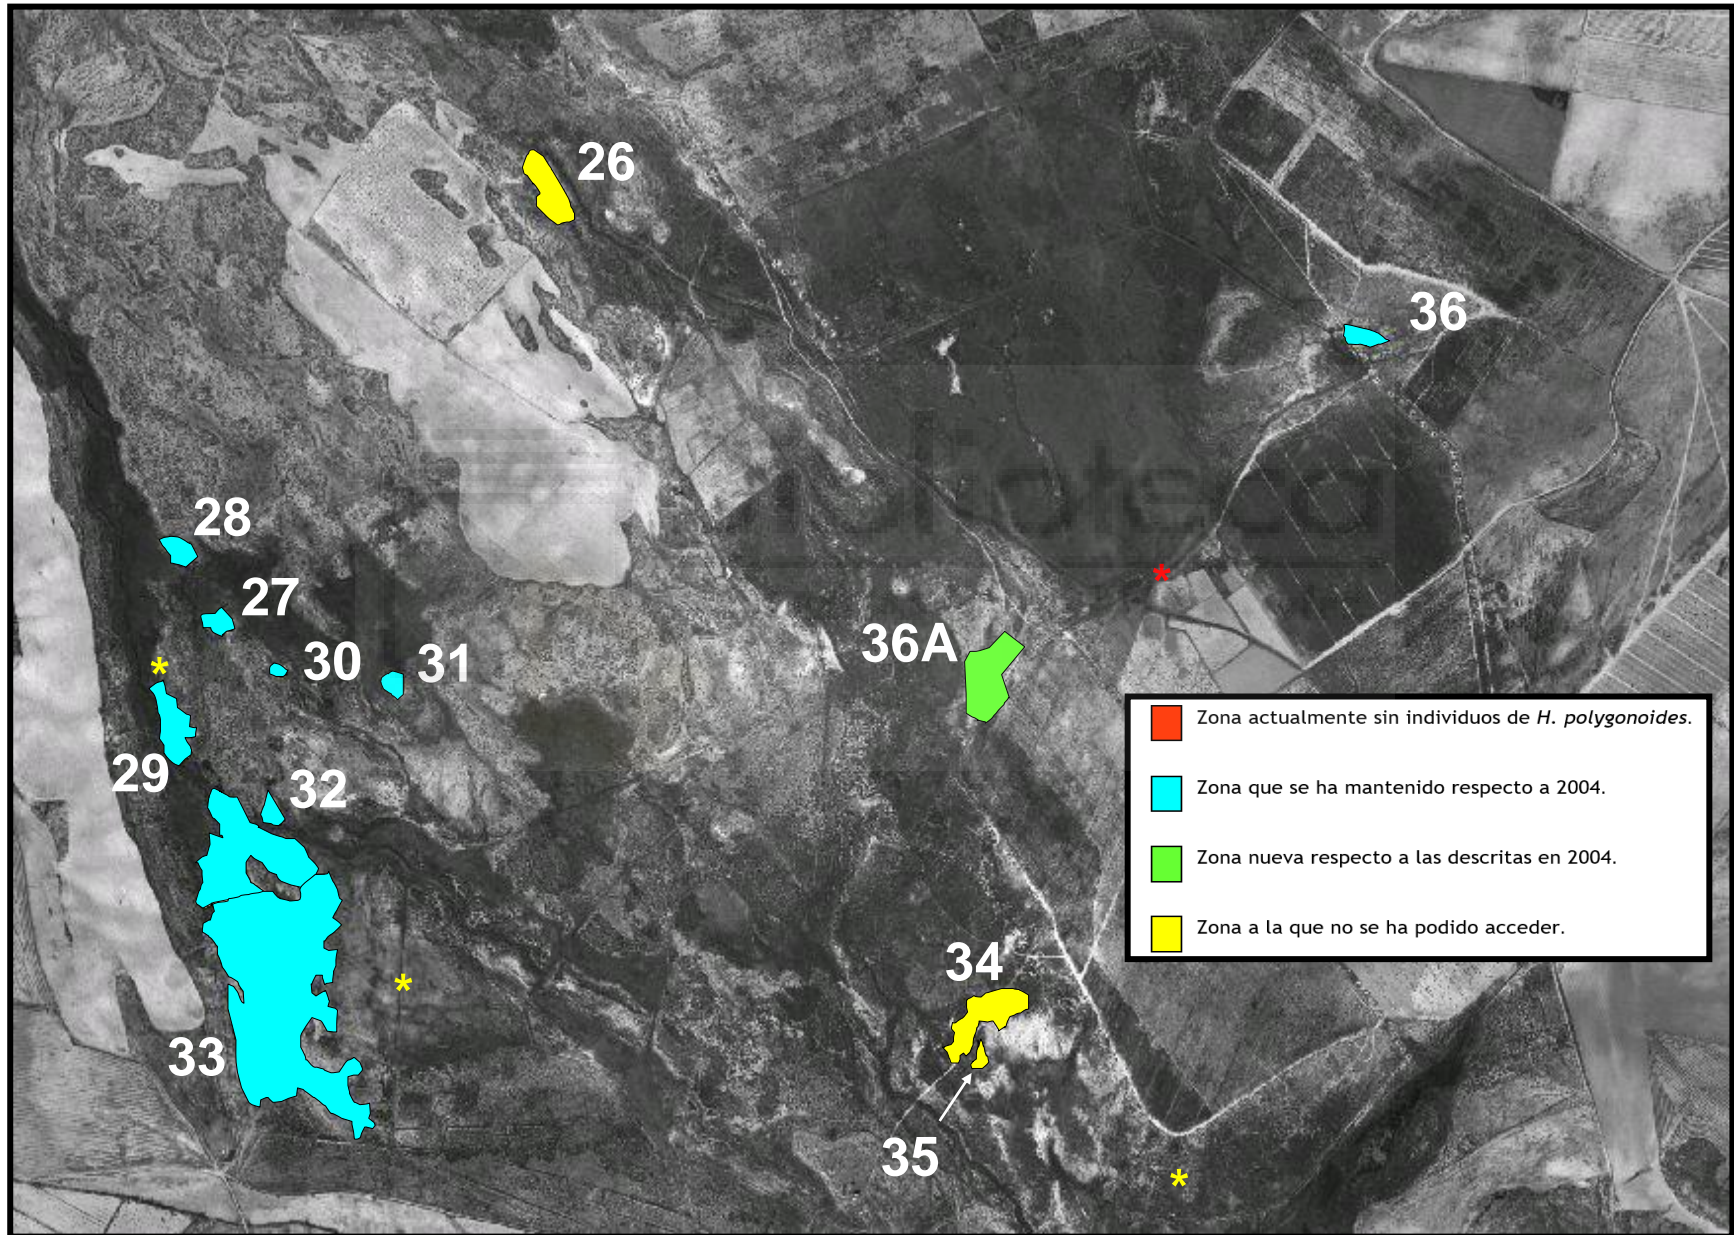 26
36
28
27
30
31
36A
29
32
34
33
35
Zona actualmente sin individuos de H. polygonoides.
Zona que se ha mantenido respecto a 2004.
Zona nueva respecto a las descritas en 2004.
Zona a la que no se ha podido acceder.